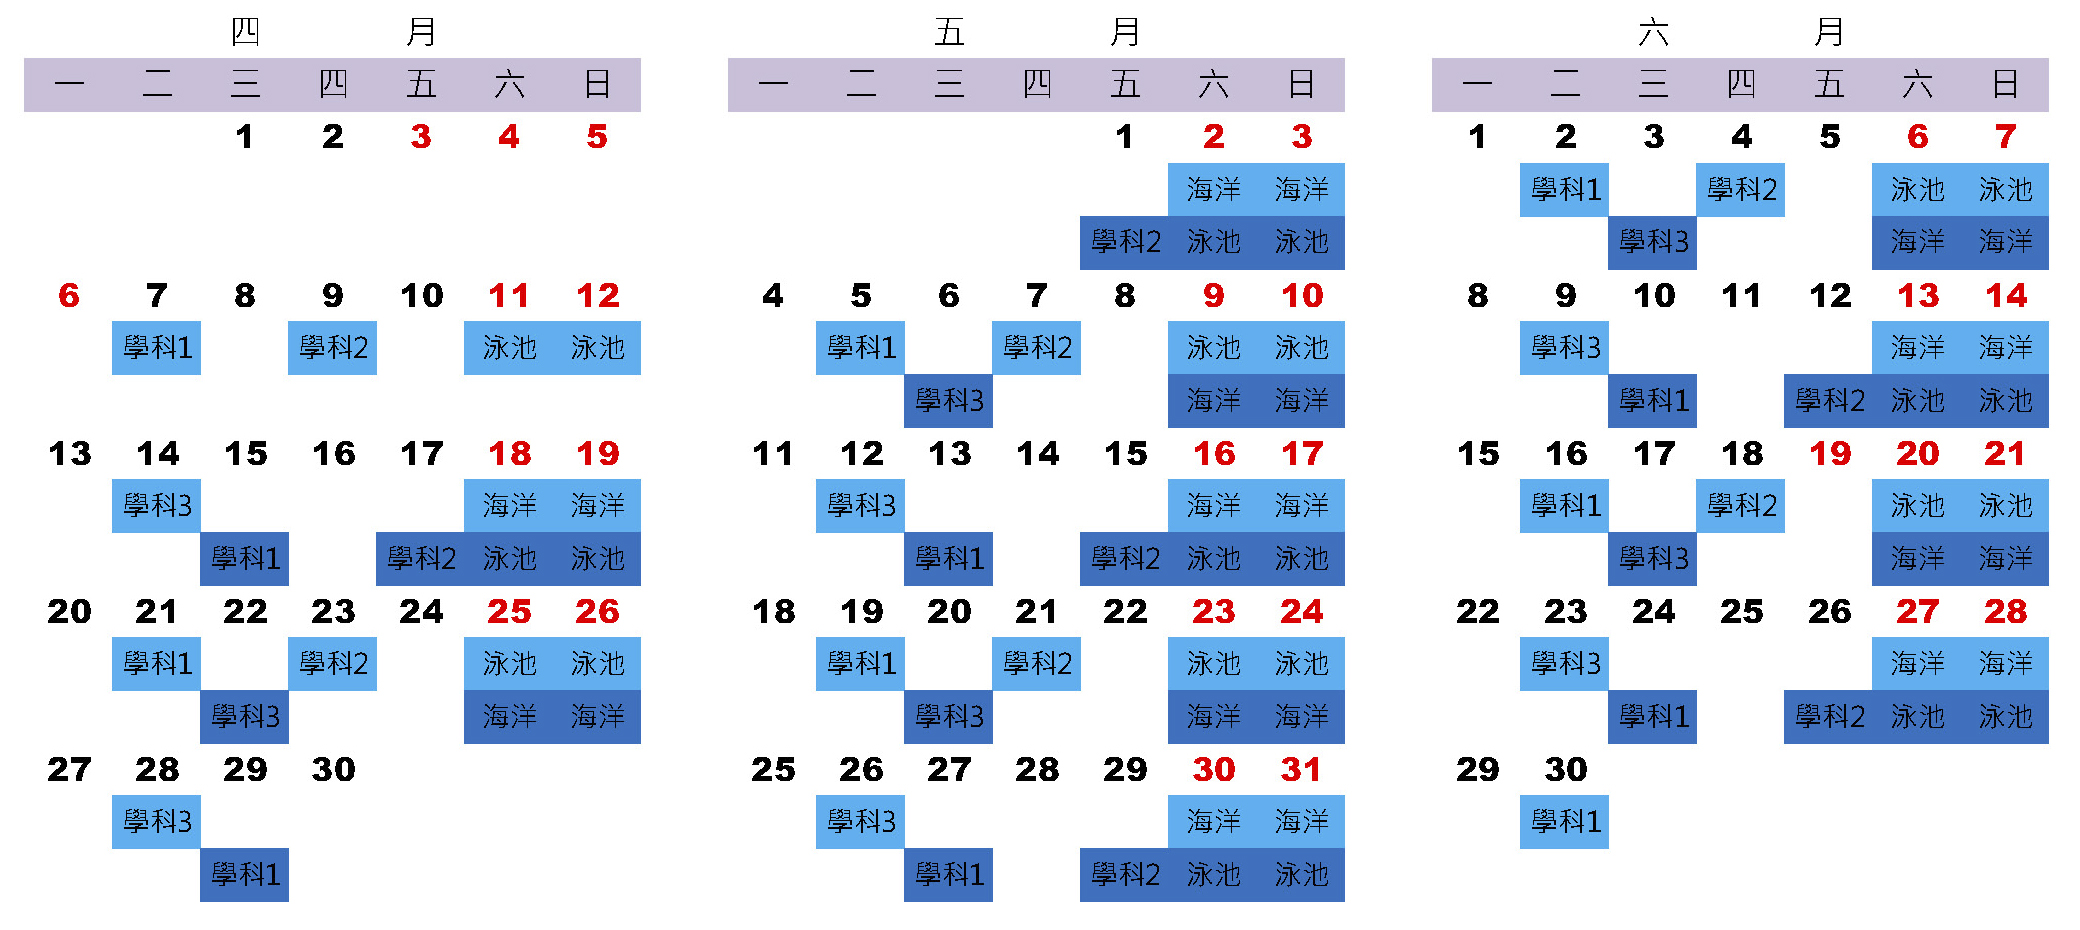 四 月
一 二 三 四 五 六 日
1 2 3 4 5
6 7 8 9 10 11 12
學科1 學科2 泳池 泳池
13 14 15 16 17 18 19
學科3 海洋 海洋
學科1 學科2 泳池 泳池
20 21 22 23 24 25 26
學科1 學科2 泳池 泳池
學科3 海洋 海洋
27 28 29 30
學科3
學科1
五 月
一 二 三 四 五 六 日
1 2 3
海洋 海洋
學科2 泳池 泳池
4 5 6 7 8 9 10
學科1 學科2 泳池 泳池
學科3 海洋 海洋
11 12 13 14 15 16 17
學科3 海洋 海洋
學科1 學科2 泳池 泳池
18 19 20 21 22 23 24
學科1 學科2 泳池 泳池
學科3 海洋 海洋
25 26 27 28 29 30 31
學科3 海洋 海洋
學科1 學科2 泳池 泳池
六 月
一 二 三 四 五 六 日
1 2 3 4 5 6 7
學科1 學科2 泳池 泳池
學科3 海洋 海洋
8 9 10 11 12 13 14
學科3 海洋 海洋
學科1 學科2 泳池 泳池
15 16 17 18 19 20 21
學科1 學科2 泳池 泳池
學科3 海洋 海洋
22 23 24 25 26 27 28
學科3 海洋 海洋
學科1 學科2 泳池 泳池
29 30
學科1